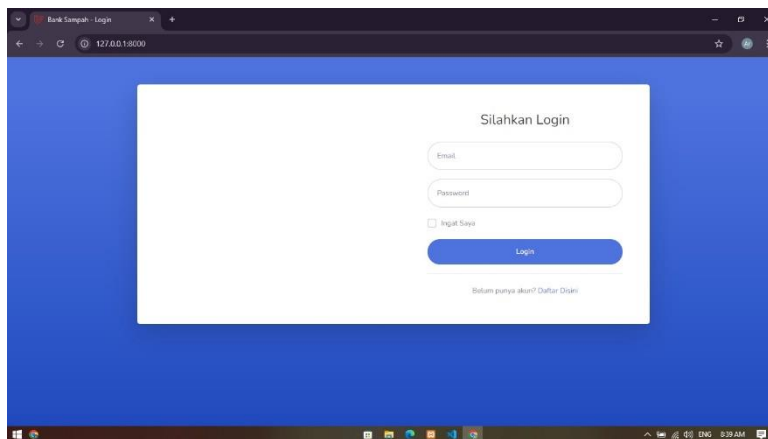 Bank Sampah - Login
127.0.0.1:8000
Silahkan Login
Email
Password
Ingat Saya
Login
Belum punya akun? Daftar Disini
ENG 8:39 AM